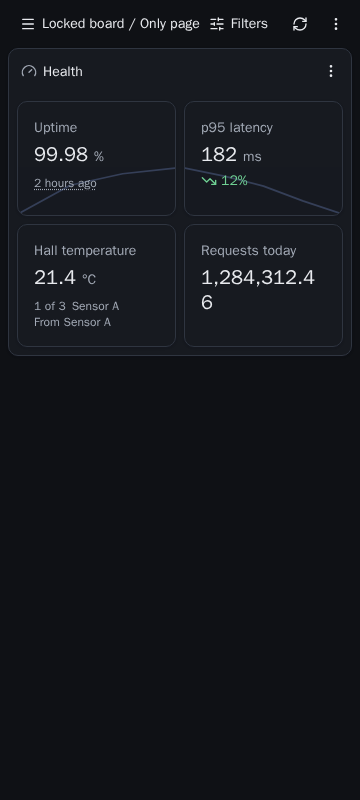 Locked board / Only page Filters
Health
Uptime
99.98 %
2 hours ago
p95 latency
182 ms
12%
Hall temperature
21.4 °C
1 of 3 Sensor A
From Sensor A
Requests today
1,284,312.4
6